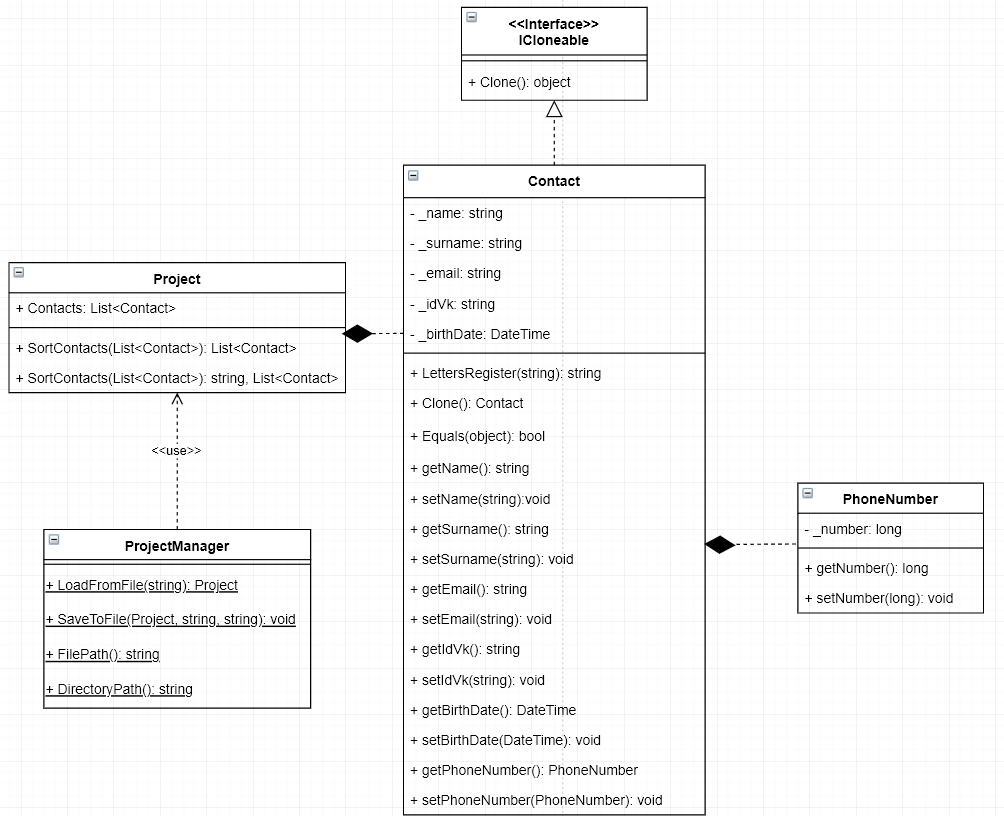 <<Interface>>
ICloneable
+ Clone(): object
Contact
- _name: string
- _surname: string
- _email: string
- _idVk: string
- _birthDate: DateTime
+ LettersRegister(string): string
+ Clone(): Contact
+ Equals(object): bool
+ getName(): string
+ setName(string):void
+ getSurname(): string
+ setSurname(string): void
+ getEmail(): string
+ setEmail(string): void
+ getIdVk(): string
+ setIdVk(string): void
+ getBirthDate(): DateTime
+ setBirthDate(DateTime): void
+ getPhoneNumber(): PhoneNumber
+ setPhoneNumber(PhoneNumber): void
Project
+ Contacts: List<Contact>
+ SortContacts(List<Contact>): List<Contact>
+ SortContacts(List<Contact>): string, List<Contact>
<<use>>
ProjectManager
+ LoadFromFile(string): Project
+ SaveToFile(Project, string, string): void
+ FilePath(): string
+ DirectoryPath(): string
PhoneNumber
- _number: long
+ getNumber(): long
+ setNumber(long): void